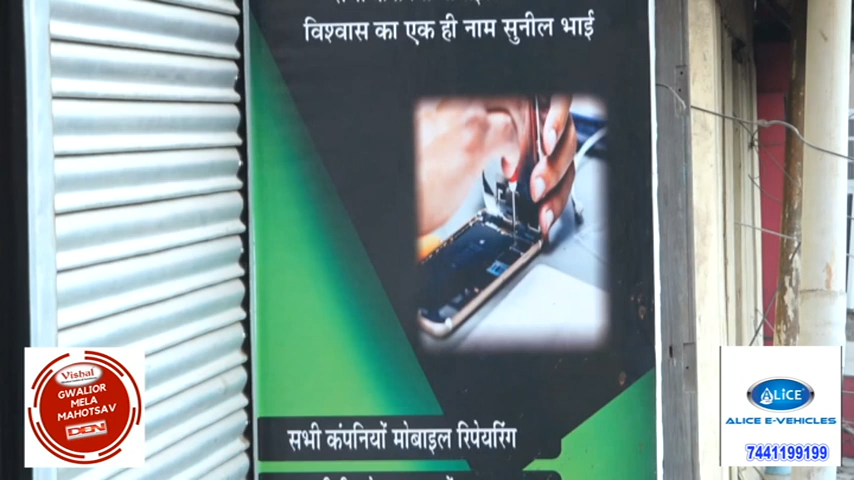 विश्वास का एक ही नाम सुनील भाई
सभी कंपनियों मोबाइल रिपेयरिंग
Vishal
GWALIOR
MELA
MAHOTSAV
DEN
ALICE
ALICE E-VEHICLES
7441199199